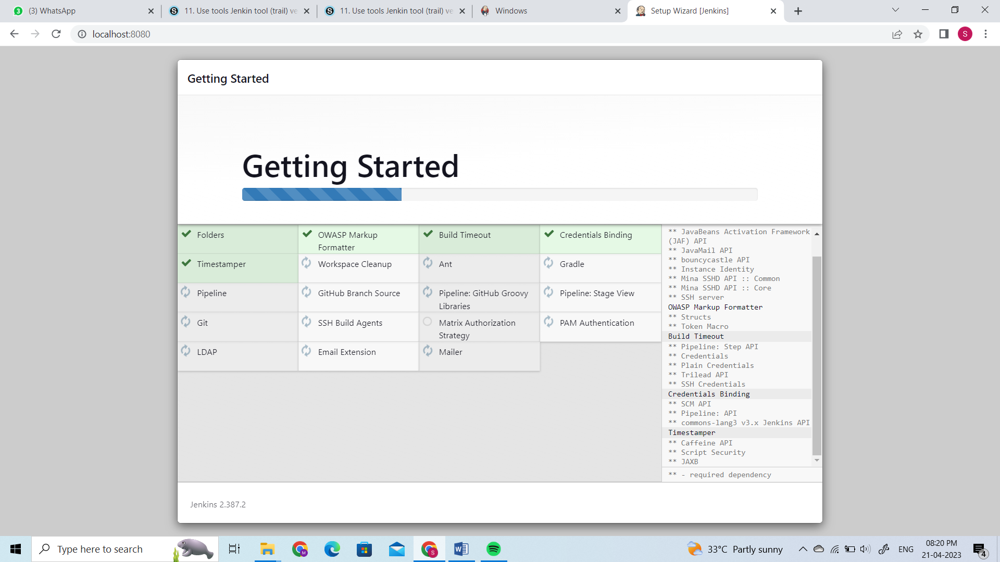 3
(3) WhatsApp
S
11. Use tools Jenkin tool (trail) ve
S
11. Use tools Jenkin tool (trail) ve
Windows
Setup Wizard [Jenkins]
localhost:8080
S
Getting Started
Getting Started
Folders
OWASP Markup
Formatter
Build Timeout
Credentials Binding
Timestamper
Workspace Cleanup
Ant
Gradle
Pipeline
GitHub Branch Source
Pipeline: GitHub Groovy
Libraries
Pipeline: Stage View
Git
SSH Build Agents
Matrix Authorization
Strategy
PAM Authentication
LDAP
Email Extension
Mailer
** JavaBeans Activation Framework
(JAF) API
** JavaMail API
** bouncycastle API
** Instance Identity
** Mina SSHD API :: Common
** Mina SSHD API :: Core
** SSH server
OWASP Markup Formatter
** Structs
** Token Macro
Build Timeout
** Pipeline: Step API
** Credentials
** Plain Credentials
** Trilead API
** SSH Credentials
Credentials Binding
** SCM API
** Pipeline: API
** commons-lang3 v3.x Jenkins API
Timestamper
** Caffeine API
** Script Security
** JAXB
** - required dependency
Jenkins 2.387.2
Type here to search
M
S
W
33°C Partly sunny
ENG
08:20 PM
21-04-2023
4